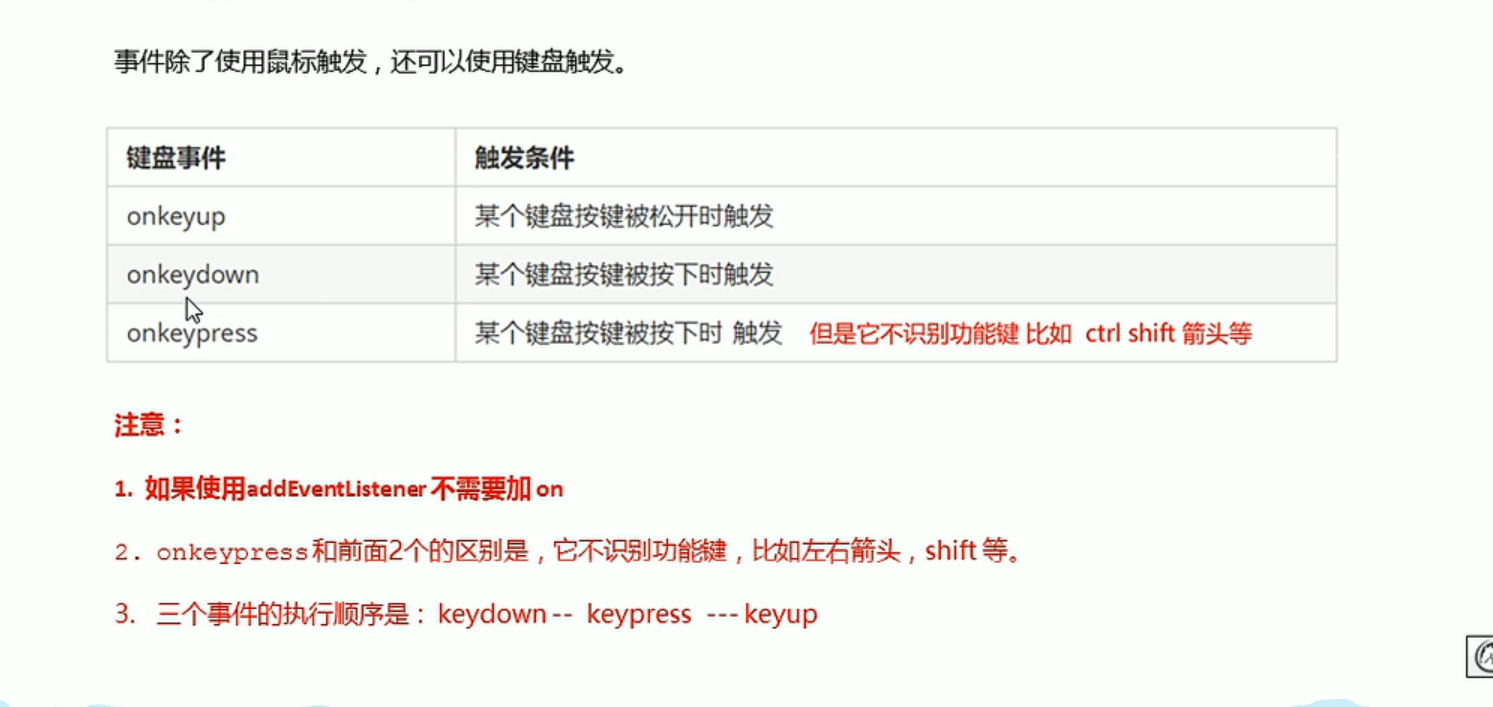 事件除了使用鼠标触发，还可以使用键盘触发。
键盘事件 触发条件
onkeyup 某个键盘按键被松开时触发
onkeydown 某个键盘按键被按下时触发
onkeypress 某个键盘按键被按下时 触发 但是它不识别功能键 比如 ctrl shift 箭头等
注意：
1. 如果使用addEventListener 不需要加 on
2. onkeypress和前面2个的区别是，它不识别功能键，比如左右箭头，shift 等。
3. 三个事件的执行顺序是： keydown -- keypress --- keyup